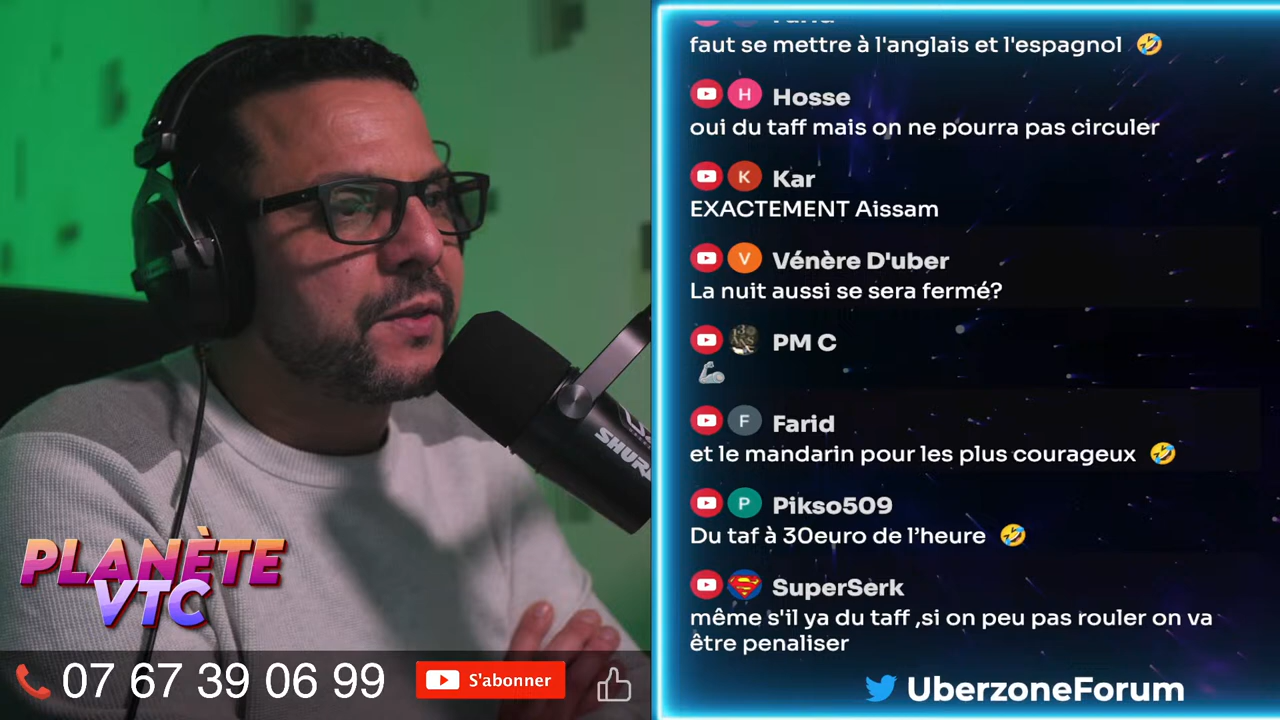 faut se mettre à l'anglais et l'espagnol 🤣
H Hosse
oui du taff mais on ne pourra pas circuler
K Kar
EXACTEMENT Aissam
V Vénère D'uber
La nuit aussi se sera fermé?
PM C
F Farid
et le mandarin pour les plus courageux 🤣
P Pikso509
Du taf à 30euro de l'heure 🤣
SuperSerk
même s'il ya du taff ,si on peu pas rouler on va
être penaliser
UberzoneForum
SHURE
PLANÈTE
VTC
07 67 39 06 99
S'abonner